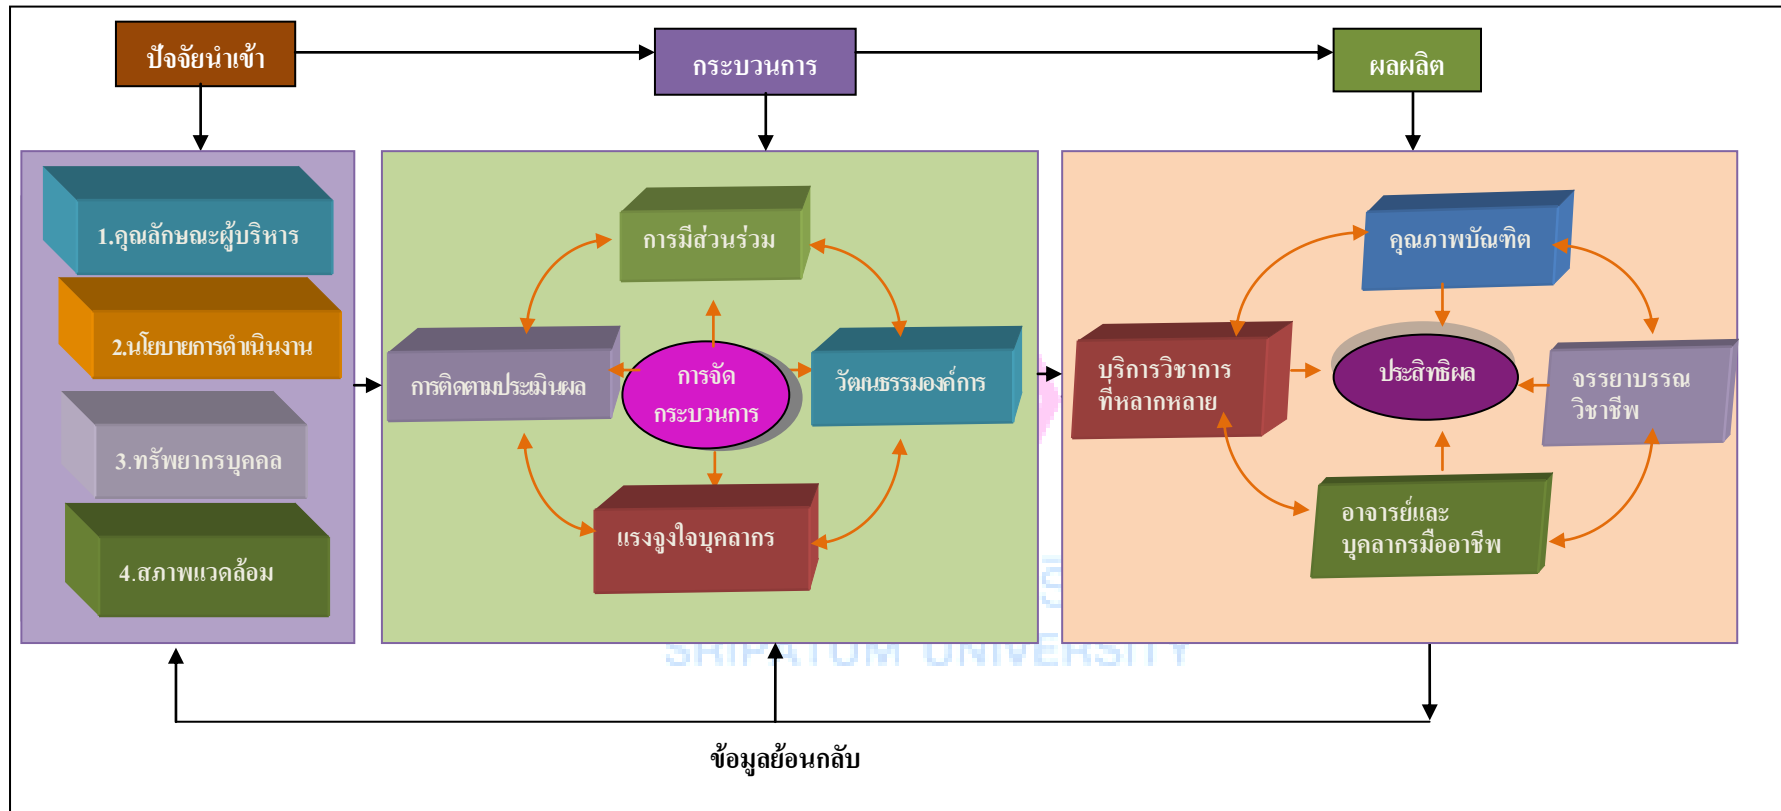 ปัจจัยนำเข้า
กระบวนการ
ผลผลิต
1.คุณลักษณะผู้บริหาร
2.นโยบายการดำเนินงาน
3.ทรัพยากรบุคคล
4.สภาพแวดล้อม
การมีส่วนร่วม
การติดตามประเมินผล
การจัด
กระบวนการ
วัฒนธรรมองค์การ
แรงจูงใจบุคลากร
คุณภาพบัณฑิต
บริการวิชาการ
ที่หลากหลาย
ประสิทธิผล
จรรยาบรรณ
วิชาชีพ
อาจารย์และ
บุคลากรมืออาชีพ
SRIPATUM UNIVERSITY
ข้อมูลย้อนกลับ